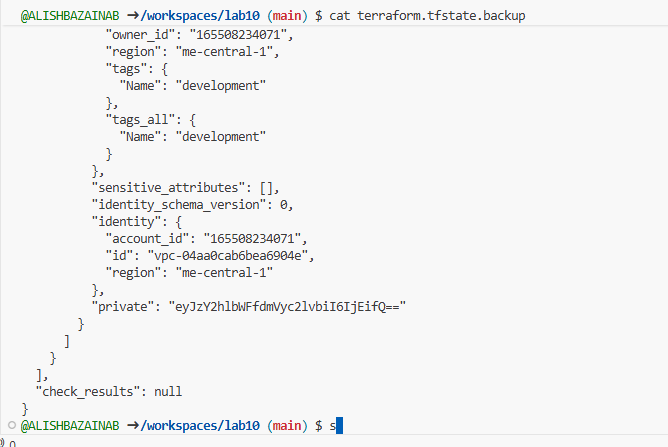 @ALISHBAZAINAB ➜/workspaces/lab10 (main) $ cat terraform.tfstate.backup
            "owner_id": "165508234071",
            "region": "me-central-1",
            "tags": {
              "Name": "development"
            },
            "tags_all": {
              "Name": "development"
            }
          },
          "sensitive_attributes": [],
          "identity_schema_version": 0,
          "identity": {
            "account_id": "165508234071",
            "id": "vpc-04aa0cab6bea6904e",
            "region": "me-central-1"
          },
          "private": "eyJzY2hlbWFfdmVyc2lvbiI6IjEifQ=="
        }
      ]
    }
  ],
  "check_results": null
}
@ALISHBAZAINAB ➜/workspaces/lab10 (main) $ s
0